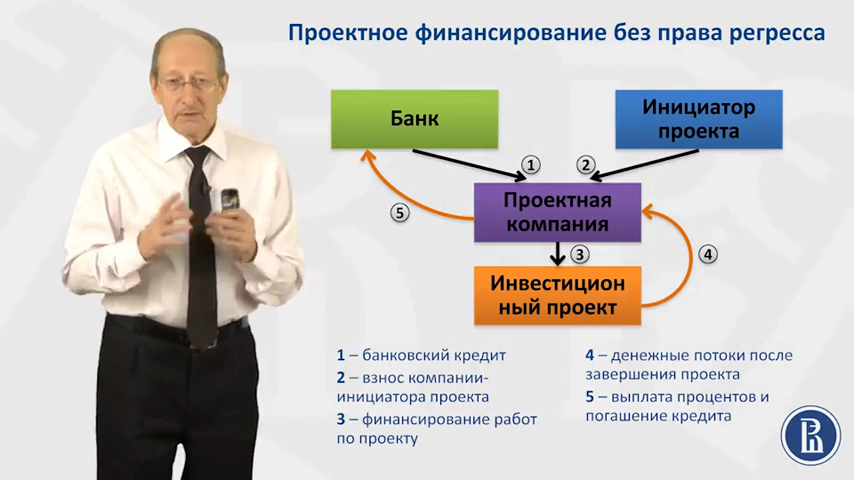 Проектное финансирование без права регресса
Банк
Инициатор
проекта
1
2
Проектная
компания
5
3
4
Инвестицион
ный проект
1 – банковский кредит
2 – взнос компании-
инициатора проекта
3 – финансирование работ
по проекту
4 – денежные потоки после
завершения проекта
5 – выплата процентов и
погашение кредита